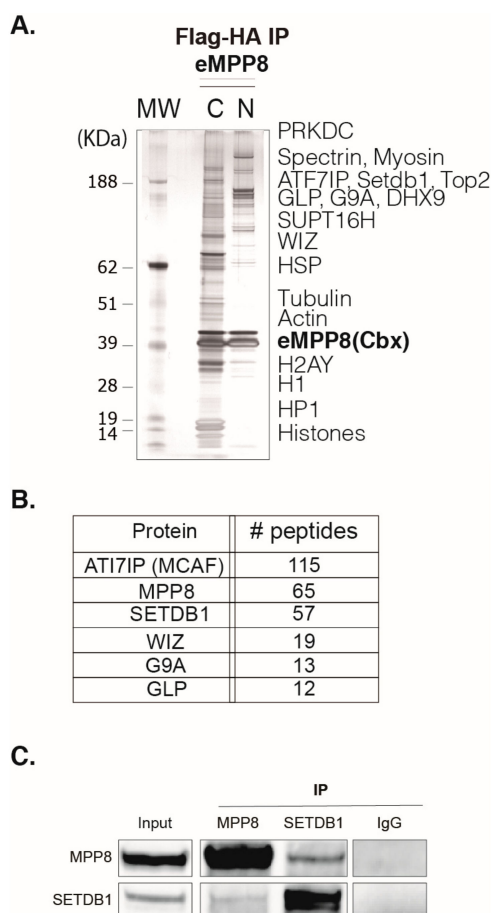 A.
Flag-HA IP
eMPP8
MW C N
(KDa)
PRKDC
Spectrin, Myosin
188
ATF7IP, Setdb1, Top2
GLP, G9A, DHX9
SUPT16H
WIZ
62
HSP
51
Tubulin
Actin
39
eMPP8(Cbx)
H2AY
28
H1
19
HP1
14
Histones
B.
Protein # peptides
ATI7IP (MCAF) 115
MPP8 65
SETDB1 57
WIZ 19
G9A 13
GLP 12
C.
IP
Input MPP8 SETDB1 IgG
MPP8
SETDB1